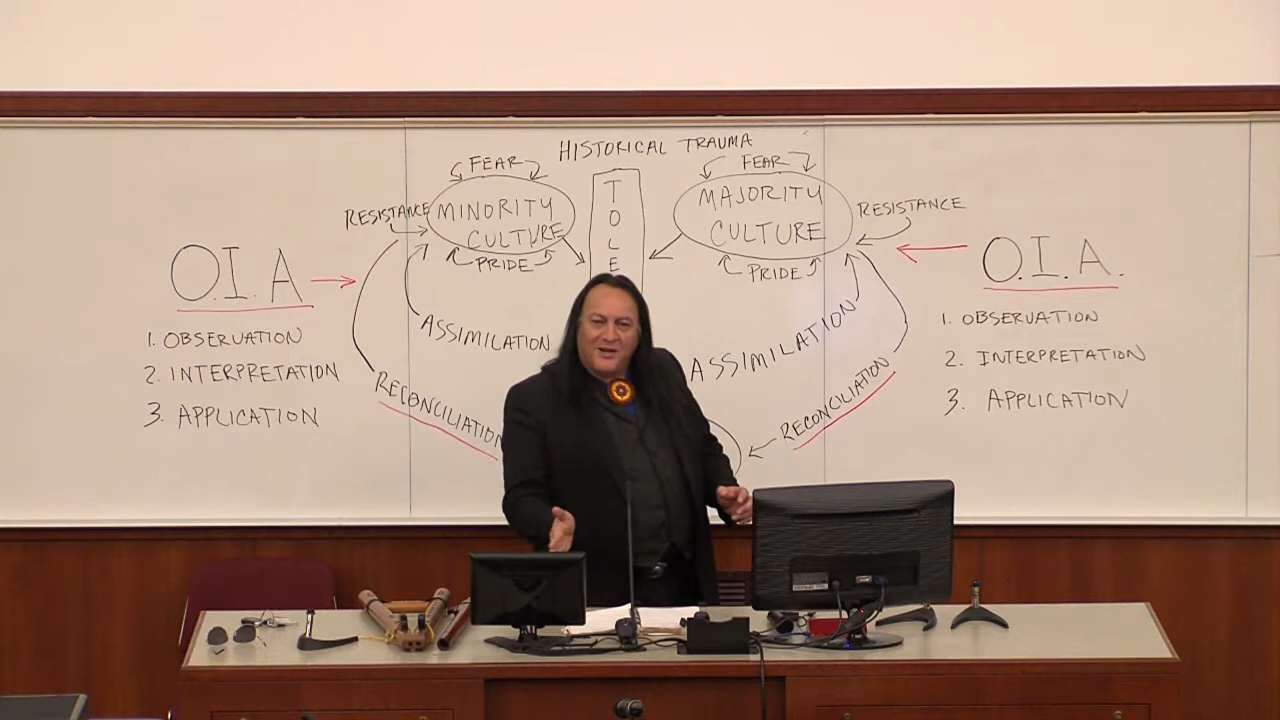 HISTORICAL TRAUMA
FEAR
FEAR
RESISTANCE
MINORITY
CULTURE
T
O
L
E
MAJORITY
CULTURE
RESISTANCE
PRIDE
PRIDE
O.I.A
1. OBSERVATION
2. INTERPRETATION
3. APPLICATION
ASSIMILATION
RECONCILIATION
ASSIMILATION
RECONCILIATION
O.I.A.
1. OBSERVATION
2. INTERPRETATION
3. APPLICATION